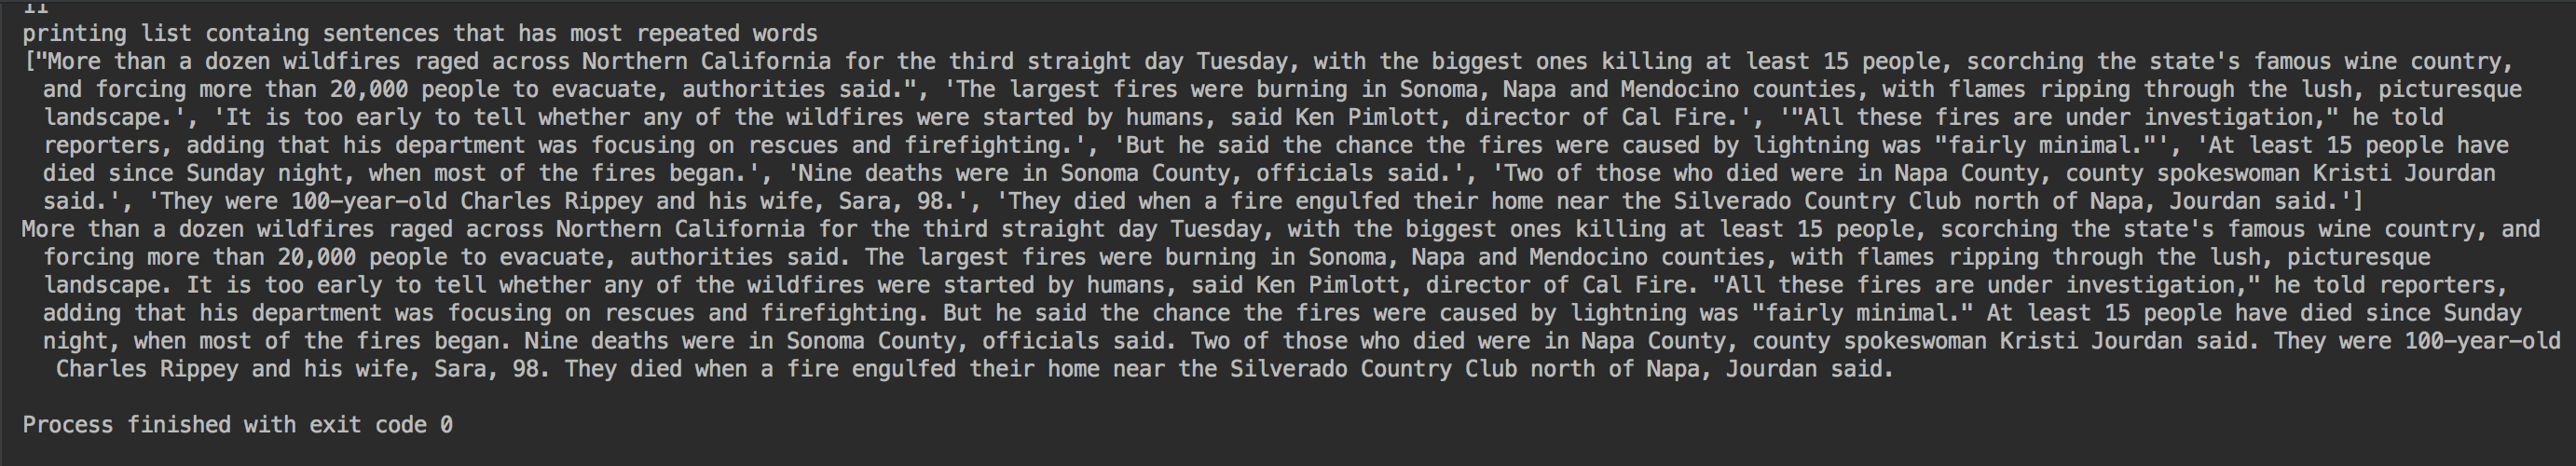 printing list containg sentences that has most repeated words
["More than a dozen wildfires raged across Northern California for the third straight day Tuesday, with the biggest ones killing at least 15 people, scorching the state's famous wine country,
and forcing more than 20,000 people to evacuate, authorities said.", 'The largest fires were burning in Sonoma, Napa and Mendocino counties, with flames ripping through the lush, picturesque
landscape.', 'It is too early to tell whether any of the wildfires were started by humans, said Ken Pimlott, director of Cal Fire.', '"All these fires are under investigation," he told
reporters, adding that his department was focusing on rescues and firefighting.', 'But he said the chance the fires were caused by lightning was "fairly minimal."', 'At least 15 people have
died since Sunday night, when most of the fires began.', 'Nine deaths were in Sonoma County, officials said.', 'Two of those who died were in Napa County, county spokeswoman Kristi Jourdan
said.', 'They were 100-year-old Charles Rippey and his wife, Sara, 98.', 'They died when a fire engulfed their home near the Silverado Country Club north of Napa, Jourdan said.']
More than a dozen wildfires raged across Northern California for the third straight day Tuesday, with the biggest ones killing at least 15 people, scorching the state's famous wine country, and
forcing more than 20,000 people to evacuate, authorities said. The largest fires were burning in Sonoma, Napa and Mendocino counties, with flames ripping through the lush, picturesque
landscape. It is too early to tell whether any of the wildfires were started by humans, said Ken Pimlott, director of Cal Fire. "All these fires are under investigation," he told reporters,
adding that his department was focusing on rescues and firefighting. But he said the chance the fires were caused by lightning was "fairly minimal." At least 15 people have died since Sunday
night, when most of the fires began. Nine deaths were in Sonoma County, officials said. Two of those who died were in Napa County, county spokeswoman Kristi Jourdan said. They were 100-year-old
Charles Rippey and his wife, Sara, 98. They died when a fire engulfed their home near the Silverado Country Club north of Napa, Jourdan said.
Process finished with exit code 0